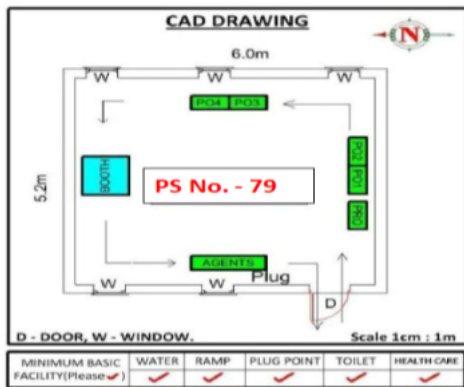 CAD DRAWING
N
6.0m
W W W
PO4 PO3
5.2m
BOOTH
PS No. - 79
PO2
PO1
PRO
AGENTS
Plug
W W
D
D - DOOR, W - WINDOW.
Scale 1cm : 1m
MINIMUM BASIC FACILITY(Please ✓)
WATER RAMP PLUG POINT TOILET HEALTH CARE
✓ ✓ ✓ ✓ ✓